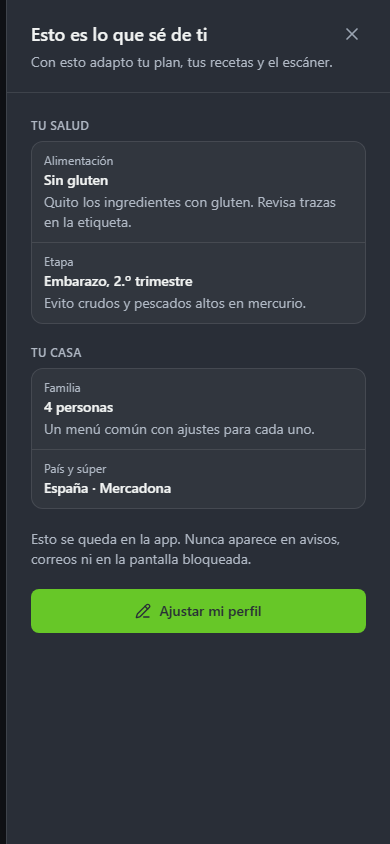 Esto es lo que sé de ti
Con esto adapto tu plan, tus recetas y el escáner.
TU SALUD
Alimentación
Sin gluten
Quito los ingredientes con gluten. Revisa trazas
en la etiqueta.
Etapa
Embarazo, 2.º trimestre
Evito crudos y pescados altos en mercurio.
TU CASA
Familia
4 personas
Un menú común con ajustes para cada uno.
País y súper
España · Mercadona
Esto se queda en la app. Nunca aparece en avisos,
correos ni en la pantalla bloqueada.
Ajustar mi perfil